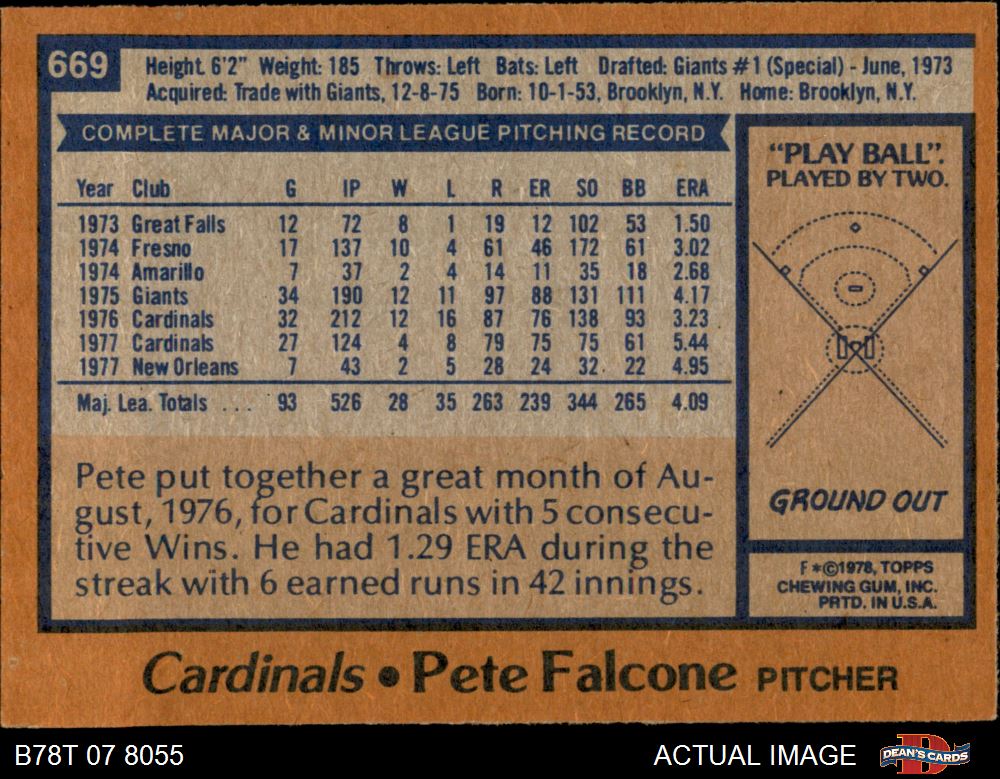 669
Height 6'2" Weight: 185 Throws: Left Bats: Left Drafted: Giants #1 (Special) - June, 1973
Acquired: Trade with Giants, 12-8-75 Born: 10-1-53, Brooklyn, N.Y. Home: Brooklyn, N.Y.
COMPLETE MAJOR & MINOR LEAGUE PITCHING RECORD
Year Club G IP W L R ER SO BB ERA
1973 Great Falls 12 72 8 1 19 12 102 53 1.50
1974 Fresno 17 137 10 4 61 46 172 61 3.02
1974 Amarillo 7 37 2 4 14 11 35 18 2.68
1975 Giants 34 190 12 11 97 88 131 111 4.17
1976 Cardinals 32 212 12 16 87 76 138 93 3.23
1977 Cardinals 27 124 4 8 79 75 75 61 5.44
1977 New Orleans 7 43 2 5 28 24 32 22 4.95
Maj. Lea. Totals ... 93 526 28 35 263 239 344 265 4.09
Pete put together a great month of Au-
gust, 1976, for Cardinals with 5 consecu-
tive Wins. He had 1.29 ERA during the
streak with 6 earned runs in 42 innings.
"PLAY BALL".
PLAYED BY TWO.
GROUND OUT
F*©1978, TOPPS
CHEWING GUM, INC.
PRTD. IN U.S.A.
Cardinals • Pete Falcone PITCHER
B78T 07 8055
ACTUAL IMAGE
D
DEAN'S CARDS